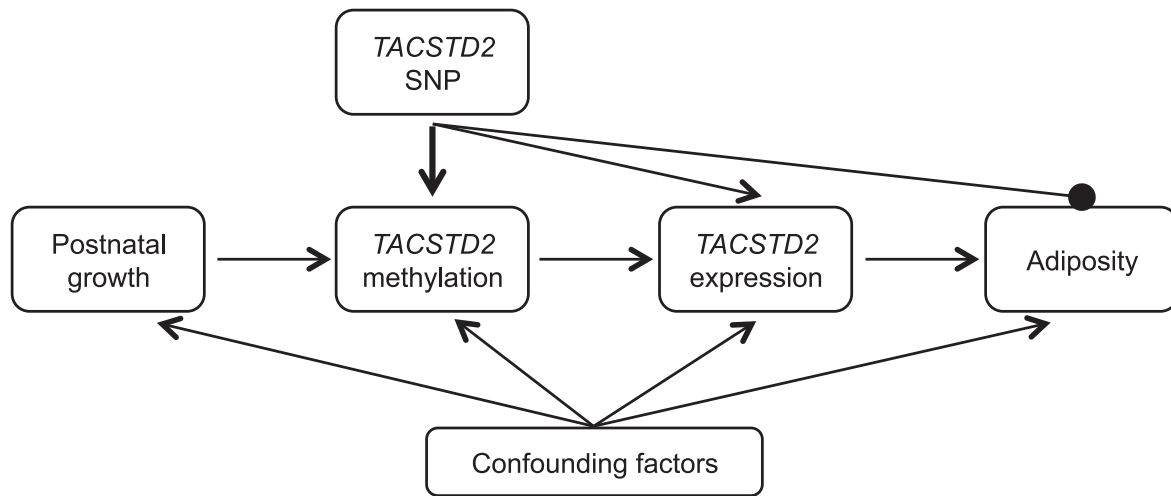 TACSTD2
SNP
Postnatal
growth
TACSTD2
methylation
TACSTD2
expression
Adiposity
Confounding factors